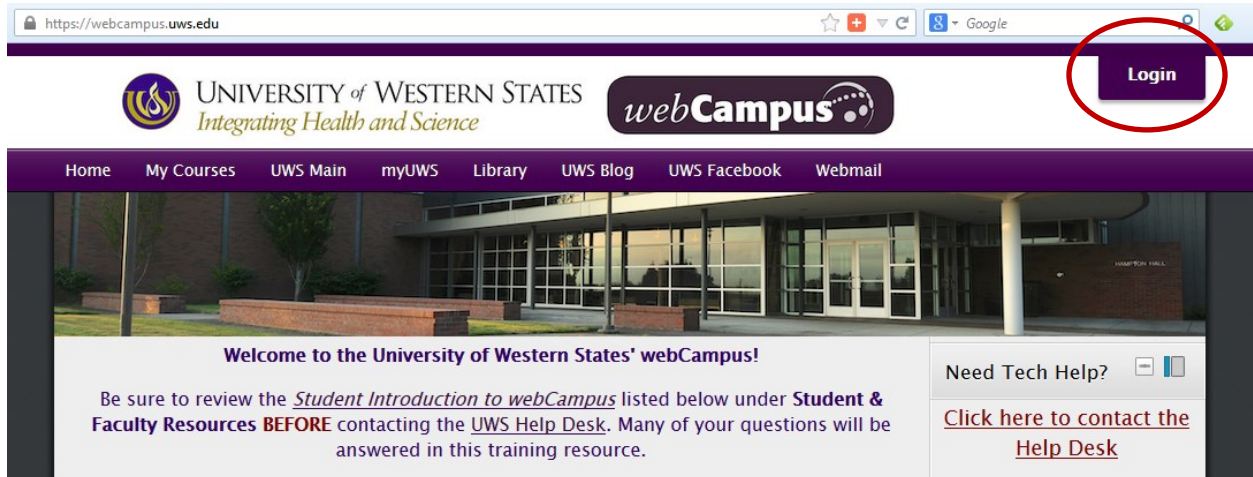 https://webcampus.uws.edu
Google
Login
UWS
UNIVERSITY of WESTERN STATES
Integrating Health and Science
webCampus
Home My Courses UWS Main myUWS Library UWS Blog UWS Facebook Webmail
HAMPTON HALL
Welcome to the University of Western States' webCampus!
Be sure to review the Student Introduction to webCampus listed below under Student &
Faculty Resources BEFORE contacting the UWS Help Desk. Many of your questions will be
answered in this training resource.
Need Tech Help?
Click here to contact the
Help Desk